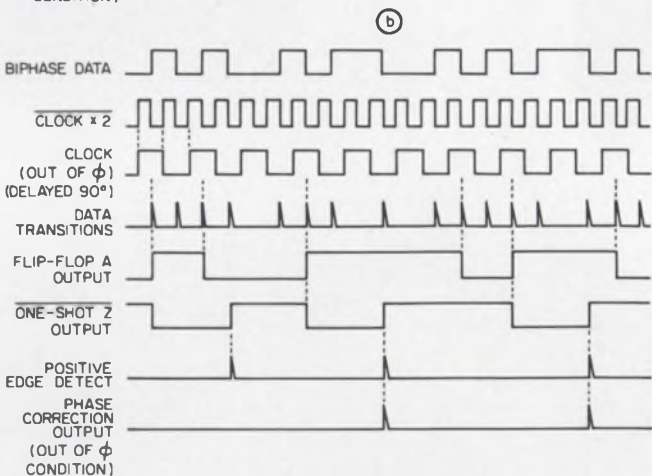 CONDITION)
b
BIPHASE DATA
CLOCK x 2
CLOCK
(OUT OF ϕ)
(DELAYED 90°)
DATA
TRANSITIONS
FLIP-FLOP A
OUTPUT
ONE-SHOT Z
OUTPUT
POSITIVE
EDGE DETECT
PHASE
CORRECTION
OUTPUT
(OUT OF ϕ
CONDITION)